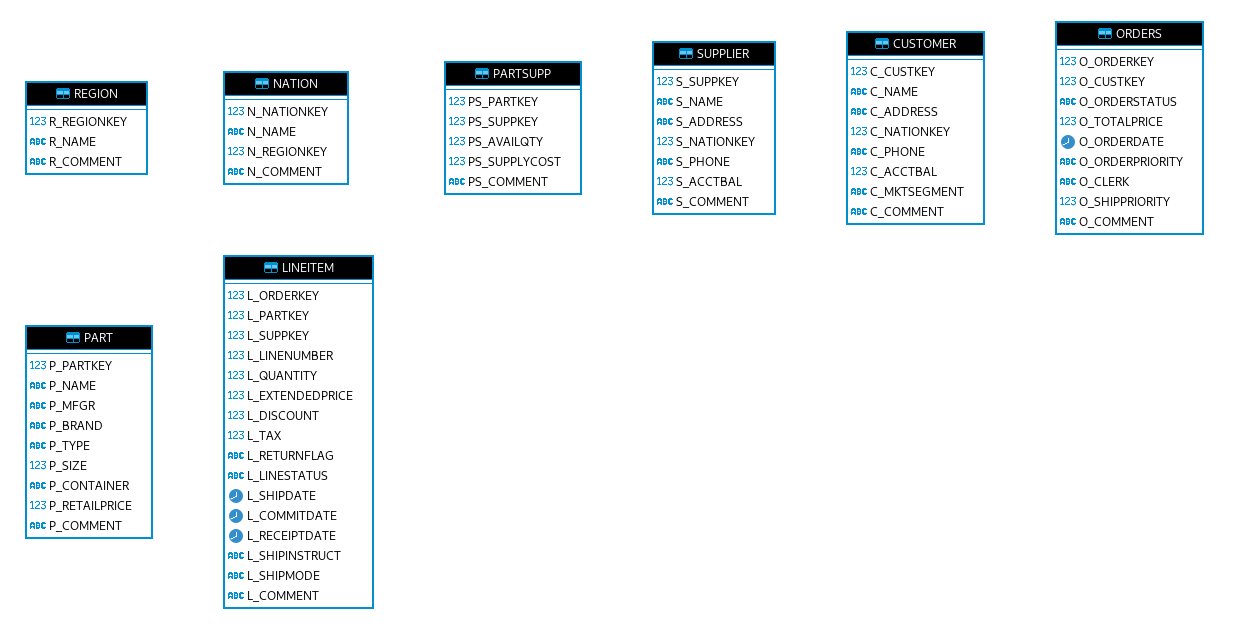 REGION
123 R_REGIONKEY
ABC R_NAME
ABC R_COMMENT
NATION
123 N_NATIONKEY
ABC N_NAME
123 N_REGIONKEY
ABC N_COMMENT
PARTSUPP
123 PS_PARTKEY
123 PS_SUPPKEY
123 PS_AVAILQTY
123 PS_SUPPLYCOST
ABC PS_COMMENT
SUPPLIER
123 S_SUPPKEY
ABC S_NAME
ABC S_ADDRESS
123 S_NATIONKEY
ABC S_PHONE
123 S_ACCTBAL
ABC S_COMMENT
CUSTOMER
123 C_CUSTKEY
ABC C_NAME
ABC C_ADDRESS
123 C_NATIONKEY
ABC C_PHONE
123 C_ACCTBAL
ABC C_MKTSEGMENT
ABC C_COMMENT
ORDERS
123 O_ORDERKEY
123 O_CUSTKEY
ABC O_ORDERSTATUS
123 O_TOTALPRICE
O_ORDERDATE
ABC O_ORDERPRIORITY
ABC O_CLERK
123 O_SHIPPRIORITY
ABC O_COMMENT
PART
123 P_PARTKEY
ABC P_NAME
ABC P_MFGR
ABC P_BRAND
ABC P_TYPE
123 P_SIZE
ABC P_CONTAINER
123 P_RETAILPRICE
ABC P_COMMENT
LINEITEM
123 L_ORDERKEY
123 L_PARTKEY
123 L_SUPPKEY
123 L_LINENUMBER
123 L_QUANTITY
123 L_EXTENDEDPRICE
123 L_DISCOUNT
123 L_TAX
ABC L_RETURNFLAG
ABC L_LINESTATUS
L_SHIPDATE
L_COMMITDATE
L_RECEIPTDATE
ABC L_SHIPINSTRUCT
ABC L_SHIPMODE
ABC L_COMMENT